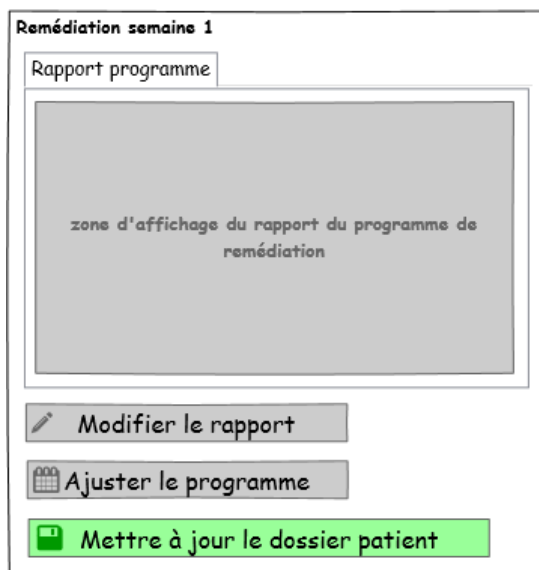 Remédiation semaine 1
Rapport programme
zone d'affichage du rapport du programme de
remédiation
Modifier le rapport
Ajuster le programme
Mettre à jour le dossier patient